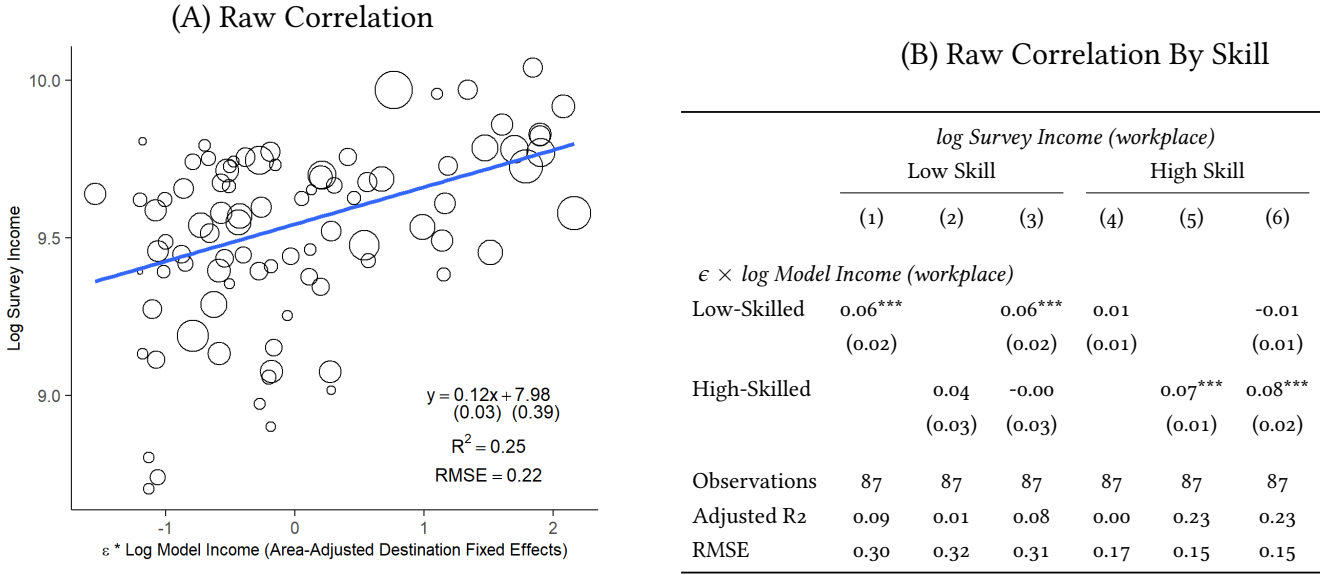 (A) Raw Correlation
10.0
9.5
9.0
Log Survey Income
y = 0.12x + 7.98
(0.03) (0.39)
R² = 0.25
RMSE = 0.22
-1 0 1 2
ε * Log Model Income (Area-Adjusted Destination Fixed Effects)
(B) Raw Correlation By Skill
log Survey Income (workplace)
Low Skill High Skill
(1) (2) (3) (4) (5) (6)
ϵ × log Model Income (workplace)
Low-Skilled 0.06*** 0.06*** 0.01 -0.01
(0.02) (0.02) (0.01) (0.01)
High-Skilled 0.04 -0.00 0.07*** 0.08***
(0.03) (0.03) (0.01) (0.02)
Observations 87 87 87 87 87 87
Adjusted R2 0.09 0.01 0.08 0.00 0.23 0.23
RMSE 0.30 0.32 0.31 0.17 0.15 0.15